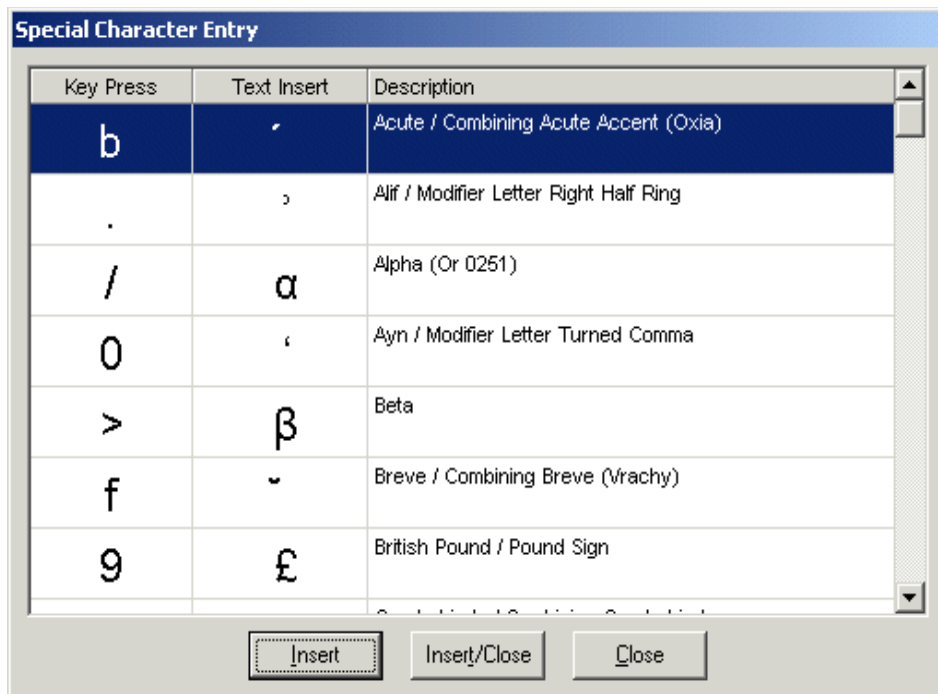 Special Character Entry
Key Press Text Insert Description
b ˊ Acute / Combining Acute Accent (Oxia)
. ʾ Alif / Modifier Letter Right Half Ring
/ α Alpha (Or 0251)
0 ʻ Ayn / Modifier Letter Turned Comma
> β Beta
f ˘ Breve / Combining Breve (Vrachy)
9 £ British Pound / Pound Sign
Insert Insert/Close Close